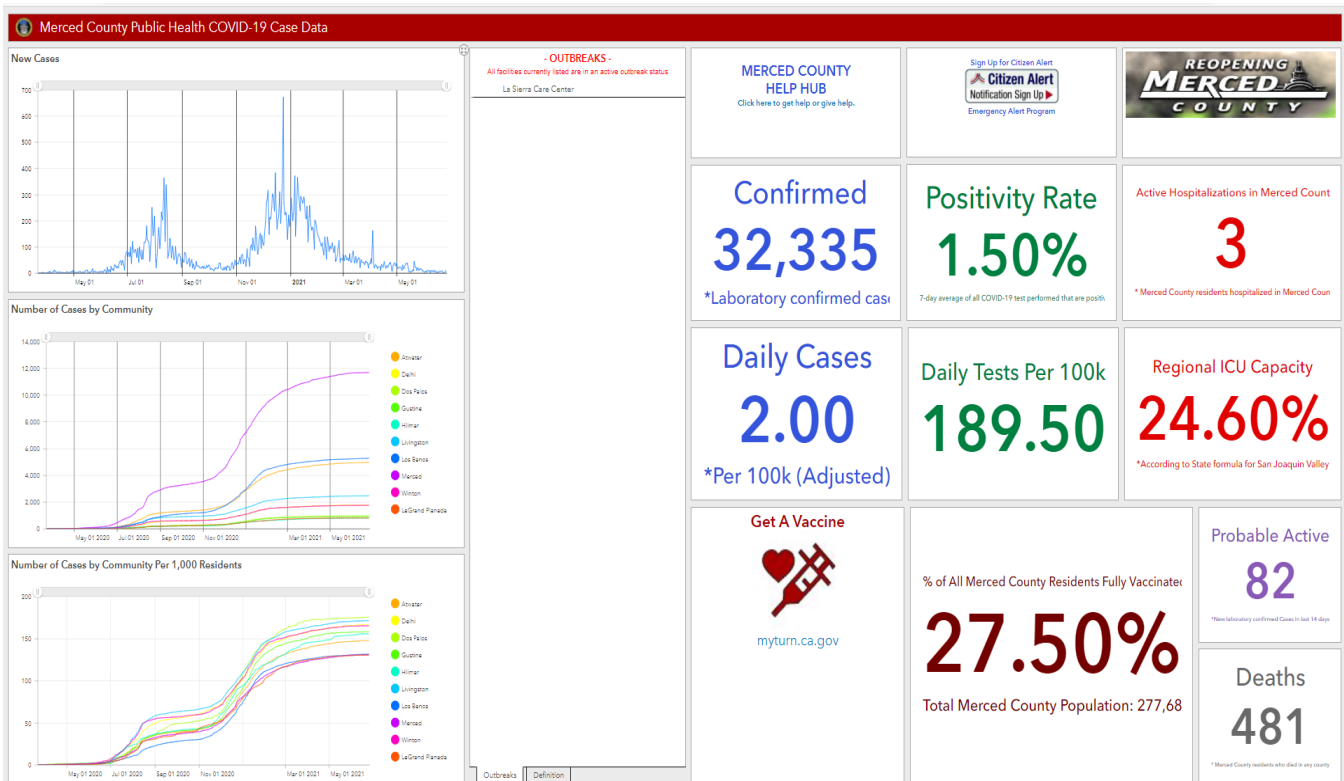 Merced County Public Health COVID-19 Case Data
New Cases
700
600
500
400
300
200
100
0
May 01
Jul 01
Sep 01
Nov 01
2021
Mar 01
May 01
Number of Cases by Community
14,000
12,000
10,000
8,000
6,000
4,000
2,000
0
May 01 2020
Jul 01 2020
Sep 01 2020
Nov 01 2020
Mar 01 2021
May 01 2021
Atwater
Delhi
Dos Palos
Gustine
Hilmar
Livingston
Los Banos
Merced
Winton
LeGrand Planada
Number of Cases by Community Per 1,000 Residents
200
150
100
50
0
May 01 2020
Jul 01 2020
Sep 01 2020
Nov 01 2020
Mar 01 2021
May 01 2021
Atwater
Delhi
Dos Palos
Gustine
Hilmar
Livingston
Los Banos
Merced
Winton
LeGrand Planada
- OUTBREAKS -
All facilities currently listed are in an active outbreak status
La Sierra Care Center
Outbreaks
Definition
MERCED COUNTY
HELP HUB
Click here to get help or give help.
Sign Up for Citizen Alert
Citizen Alert
Notification Sign Up
Emergency Alert Program
REOPENING
MERCED
COUNTY
Confirmed
32,335
*Laboratory confirmed case
Positivity Rate
1.50%
7-day average of all COVID-19 test performed that are positiv
Active Hospitalizations in Merced Count
3
* Merced County residents hospitalized in Merced Coun
Daily Cases
2.00
*Per 100k (Adjusted)
Daily Tests Per 100k
189.50
Regional ICU Capacity
24.60%
*According to State formula for San Joaquin Valley
Get A Vaccine
myturn.ca.gov
% of All Merced County Residents Fully Vaccinated
27.50%
Total Merced County Population: 277,68
Probable Active
82
*New laboratory confirmed Cases in last 14 days
Deaths
481
* Merced County residents who died in any county